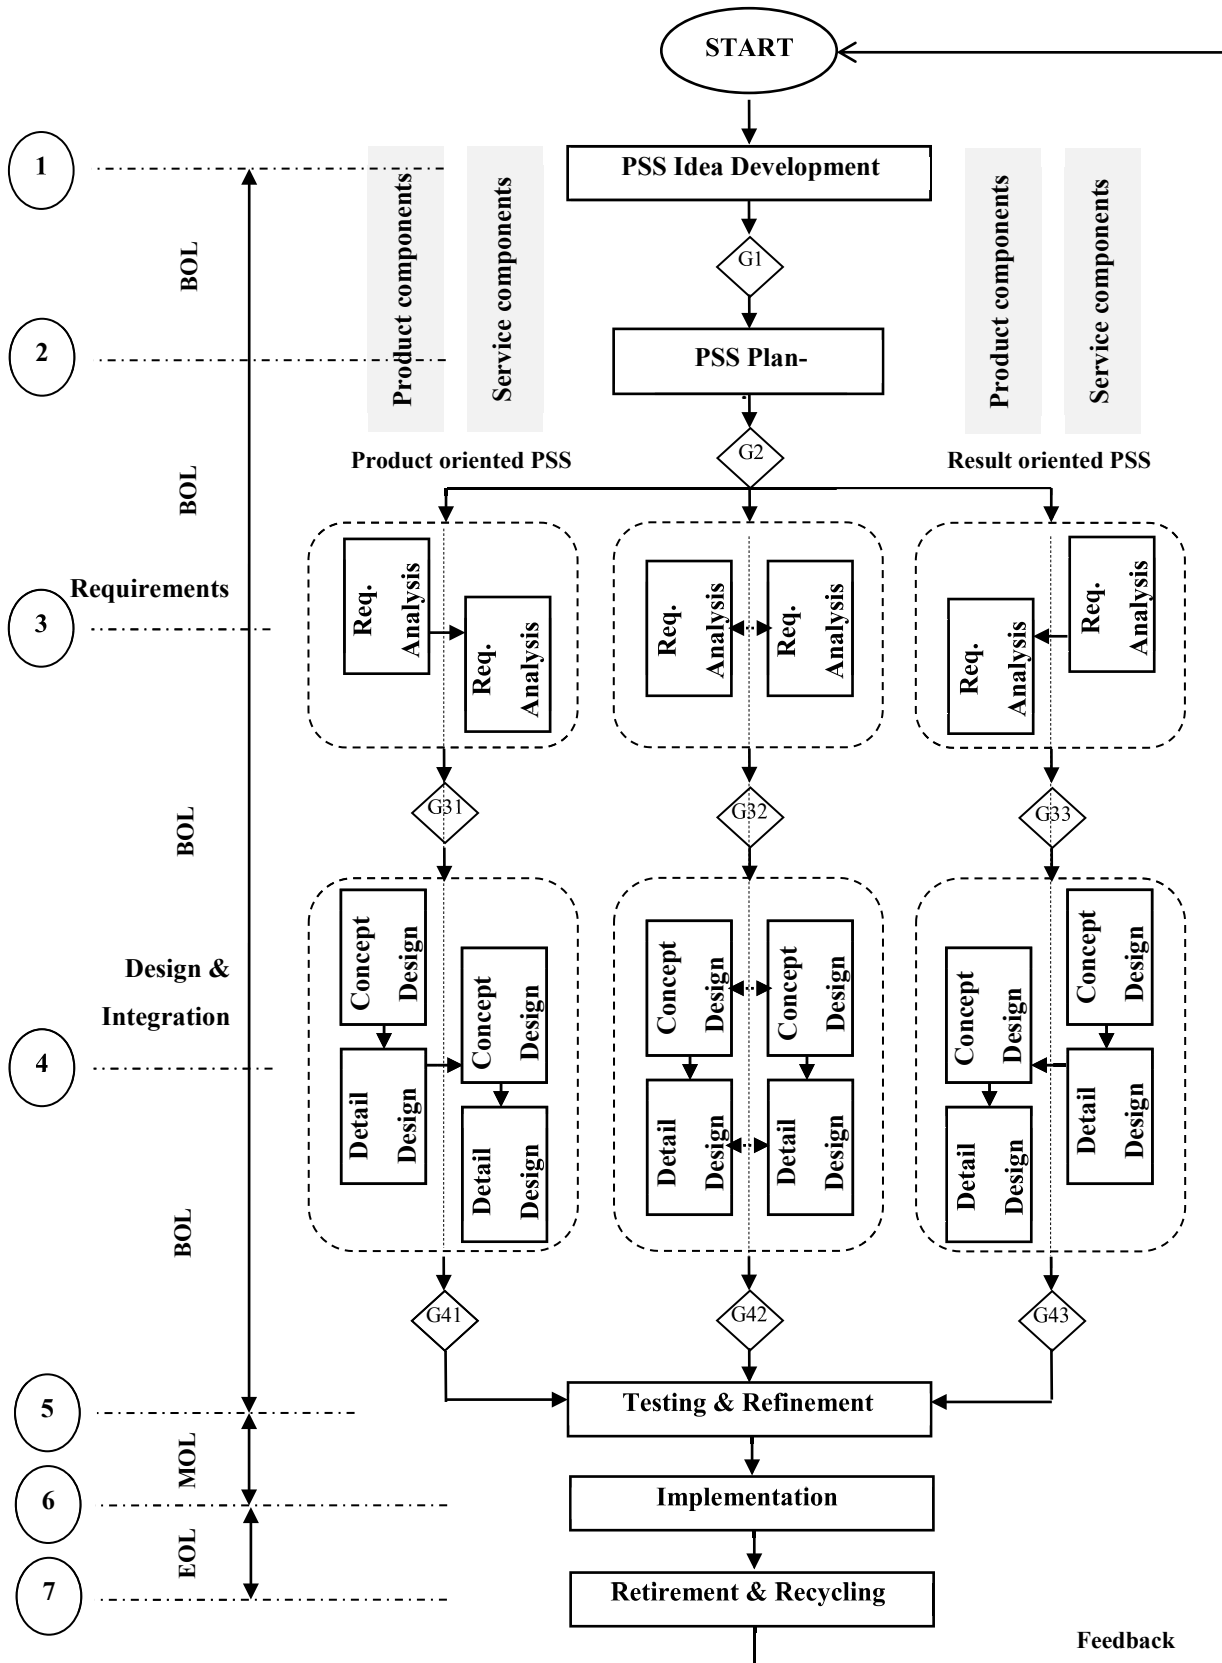 START
1
PSS Idea Development
Product components
Service components
Product components
Service components
BOL
G1
2
PSS Plan-
BOL
Product oriented PSS
G2
Result oriented PSS
Requirements
3
Req.
Analysis
Req.
Analysis
Req.
Analysis
Req.
Analysis
Req.
Analysis
Req.
Analysis
BOL
G31
G32
G33
Design &
Integration
4
Concept
Design
Concept
Design
Detail
Design
Detail
Design
Concept
Design
Concept
Design
Detail
Design
Detail
Design
Concept
Design
Concept
Design
Detail
Design
Detail
Design
BOL
G41
G42
G43
5
Testing & Refinement
MOL
6
Implementation
EOL
7
Retirement & Recycling
Feedback